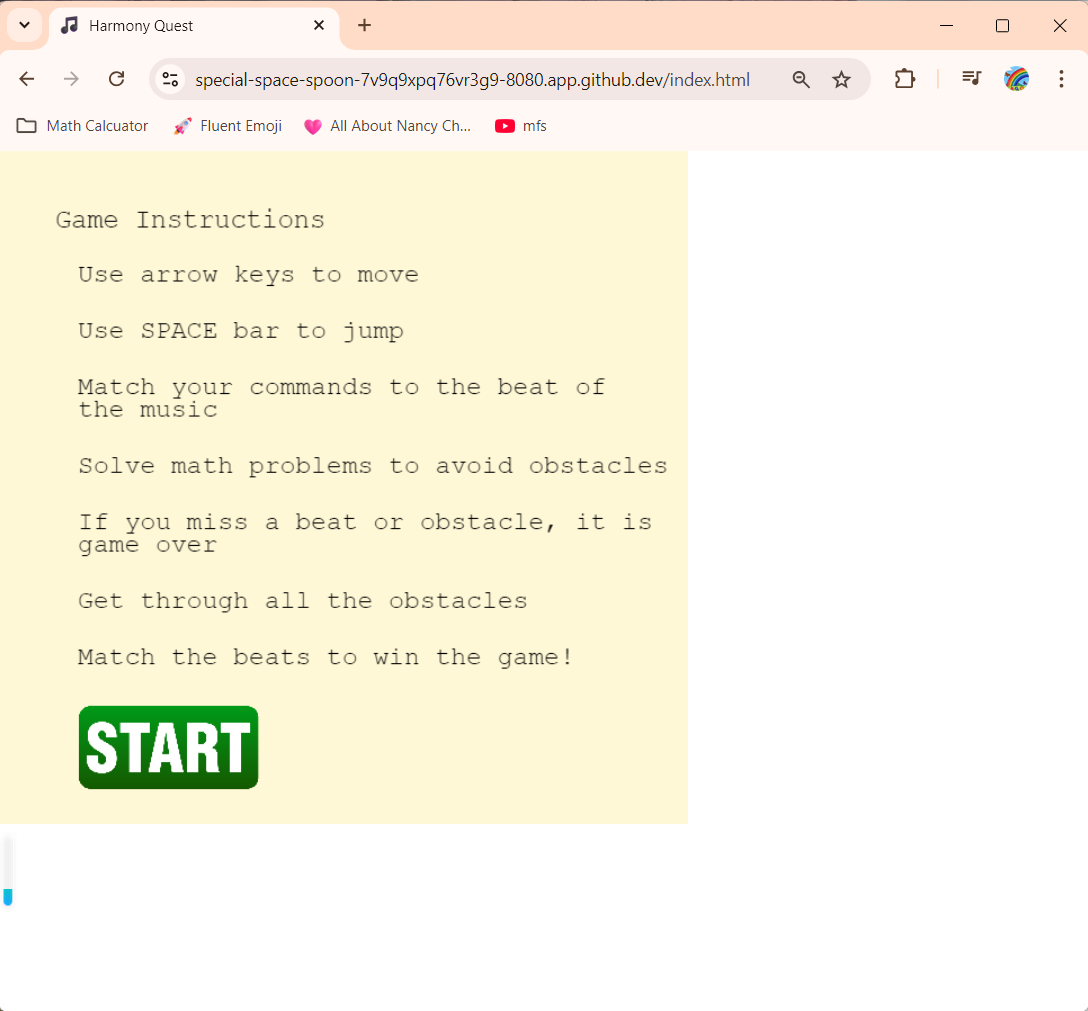 Harmony Quest
special-space-spoon-7v9q9xpq76vr3g9-8080.app.github.dev/index.html
Math Calcuator
Fluent Emoji
All About Nancy Ch...
mfs
Game Instructions
Use arrow keys to move
Use SPACE bar to jump
Match your commands to the beat of
the music
Solve math problems to avoid obstacles
If you miss a beat or obstacle, it is
game over
Get through all the obstacles
Match the beats to win the game!
START